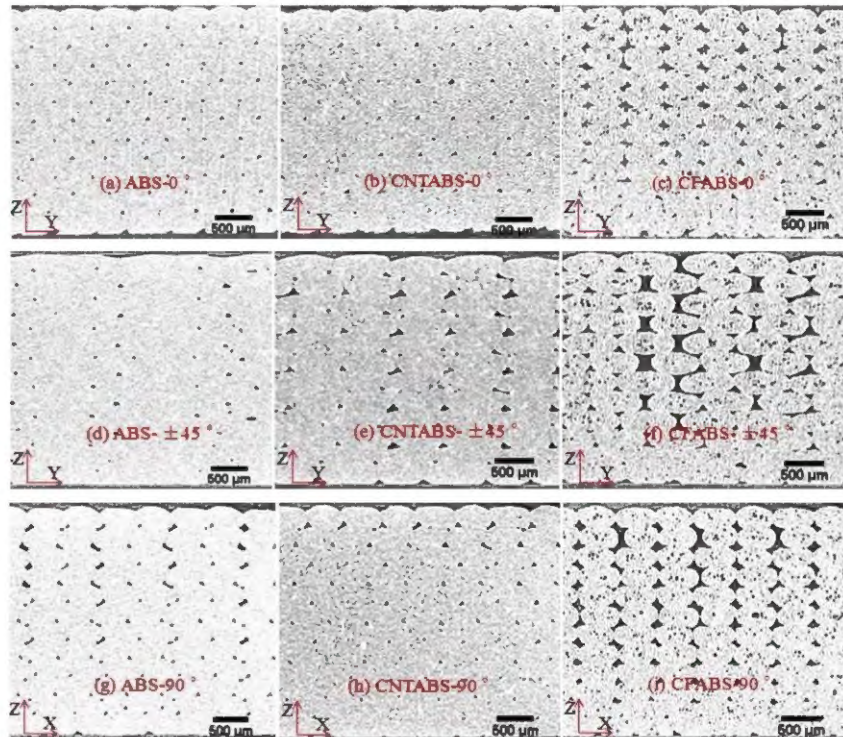 (a) ABS-0 °
Z
Y
500 µm
(b) CNTABS-0 °
Z
Y
500 µm
(c) CFABS-0 °
Z
Y
500 µm
(d) ABS- ±45 °
Z
Y
500 µm
(e) CNTABS- ±45 °
Z
Y
500 µm
(f) CFABS- ±45 °
Z
Y
500 µm
(g) ABS-90 °
Z
X
500 µm
(h) CNTABS-90 °
Z
X
500 µm
(f) CFABS-90 °
Z
X
500 µm